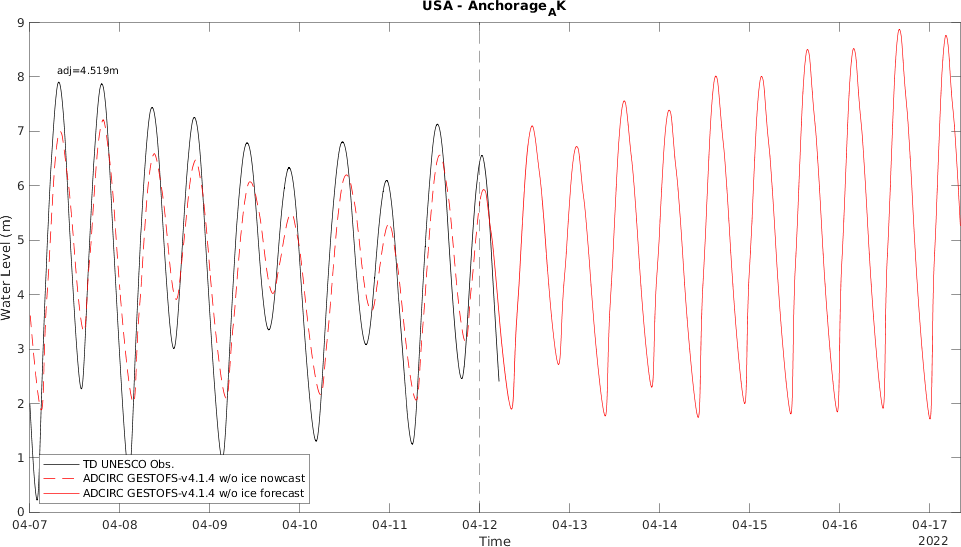 USA - Anchorage_AK
9
8
7
6
5
4
3
2
1
0
Water Level (m)
adj=4.519m
TD UNESCO Obs.
ADCIRC GESTOFS-v4.1.4 w/o ice nowcast
ADCIRC GESTOFS-v4.1.4 w/o ice forecast
04-07 04-08 04-09 04-10 04-11 04-12 04-13 04-14 04-15 04-16 04-17
Time
2022